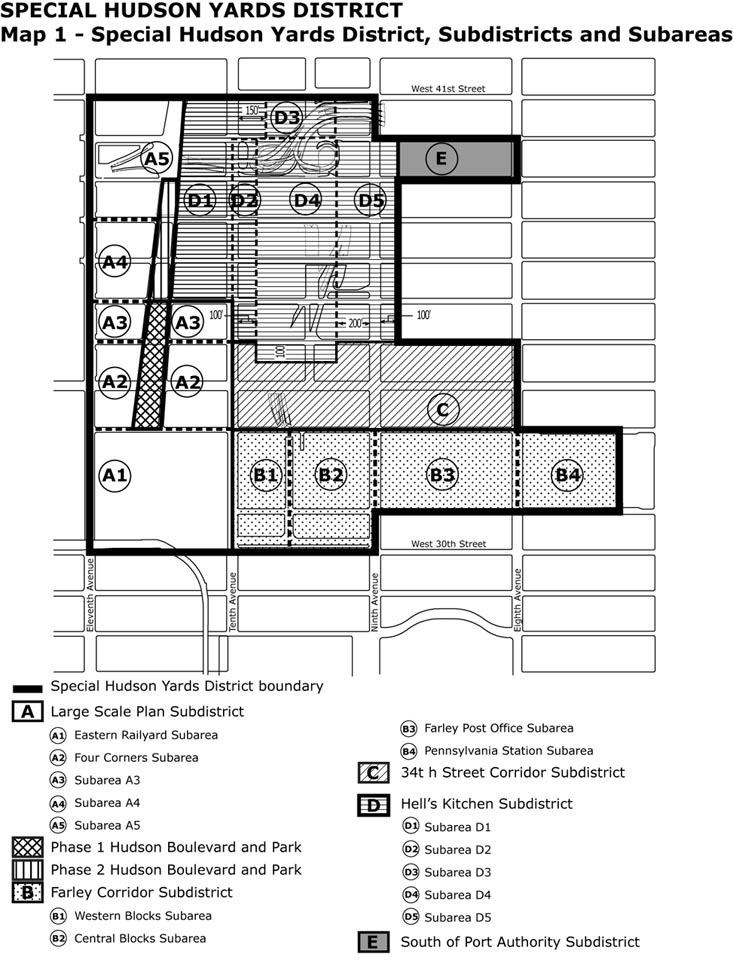 SPECIAL HUDSON YARDS DISTRICT
Map 1 - Special Hudson Yards District, Subdistricts and Subareas
West 41st Street
150'
D3
A5
E
D1
D2
D4
D5
A4
A3
A3
100'
200'
100'
100'
A2
A2
C
A1
B1
B2
B3
B4
West 30th Street
Eleventh Avenue
Tenth Avenue
Ninth Avenue
Eighth Avenue
Special Hudson Yards District boundary
A Large Scale Plan Subdistrict
A1 Eastern Railyard Subarea
A2 Four Corners Subarea
A3 Subarea A3
A4 Subarea A4
A5 Subarea A5
Phase 1 Hudson Boulevard and Park
Phase 2 Hudson Boulevard and Park
B Farley Corridor Subdistrict
B1 Western Blocks Subarea
B2 Central Blocks Subarea
B3 Farley Post Office Subarea
B4 Pennsylvania Station Subarea
C 34t h Street Corridor Subdistrict
D Hell's Kitchen Subdistrict
D1 Subarea D1
D2 Subarea D2
D3 Subarea D3
D4 Subarea D4
D5 Subarea D5
E South of Port Authority Subdistrict